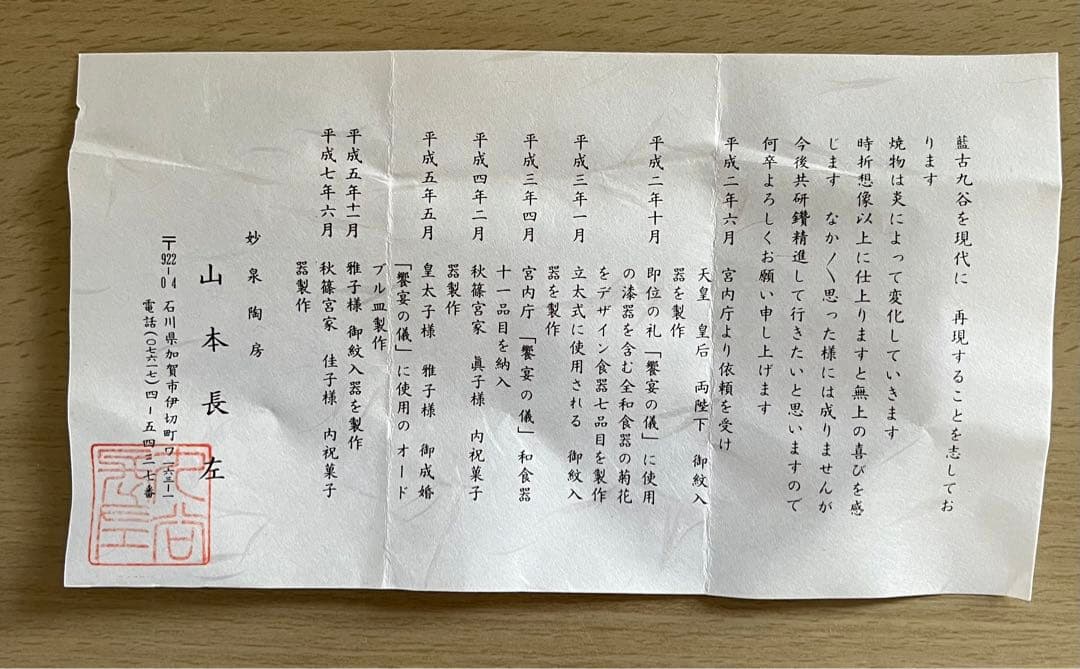 藍古九谷を現代に　再現することを志してお
ります
焼物は炎によって変化していきます
時折想像以上に仕上りますと無上の喜びを感
じます　なか〳〵思った様には成りませんが
今後共研鑽精進して行きたいと思いますので
何卒よろしくお願い申し上げます
平成二年六月　宮内庁より依頼を受け
天皇　皇后　両陛下　御紋入
器を製作
平成二年十月　即位の礼「饗宴の儀」に使用
の漆器を含む全和食器の菊花
をデザイン食器七品目を製作
平成三年一月　立太式に使用される　御紋入
器を製作
平成三年四月　宮内庁「饗宴の儀」和食器
十一品目を納入
平成四年二月　秋篠宮家　眞子様　内祝菓子
器製作
平成五年五月　皇太子様　雅子様　御成婚
「饗宴の儀」に使用のオード
ブル皿製作
平成五年十一月　雅子様　御紋入器を製作
平成七年六月　秋篠宮家　佳子様　内祝菓子
器製作
妙泉陶房
山本長左
〒922-04　石川県加賀市伊切町ワ一六三-一
電話(〇七六一七)四-五四三一七番